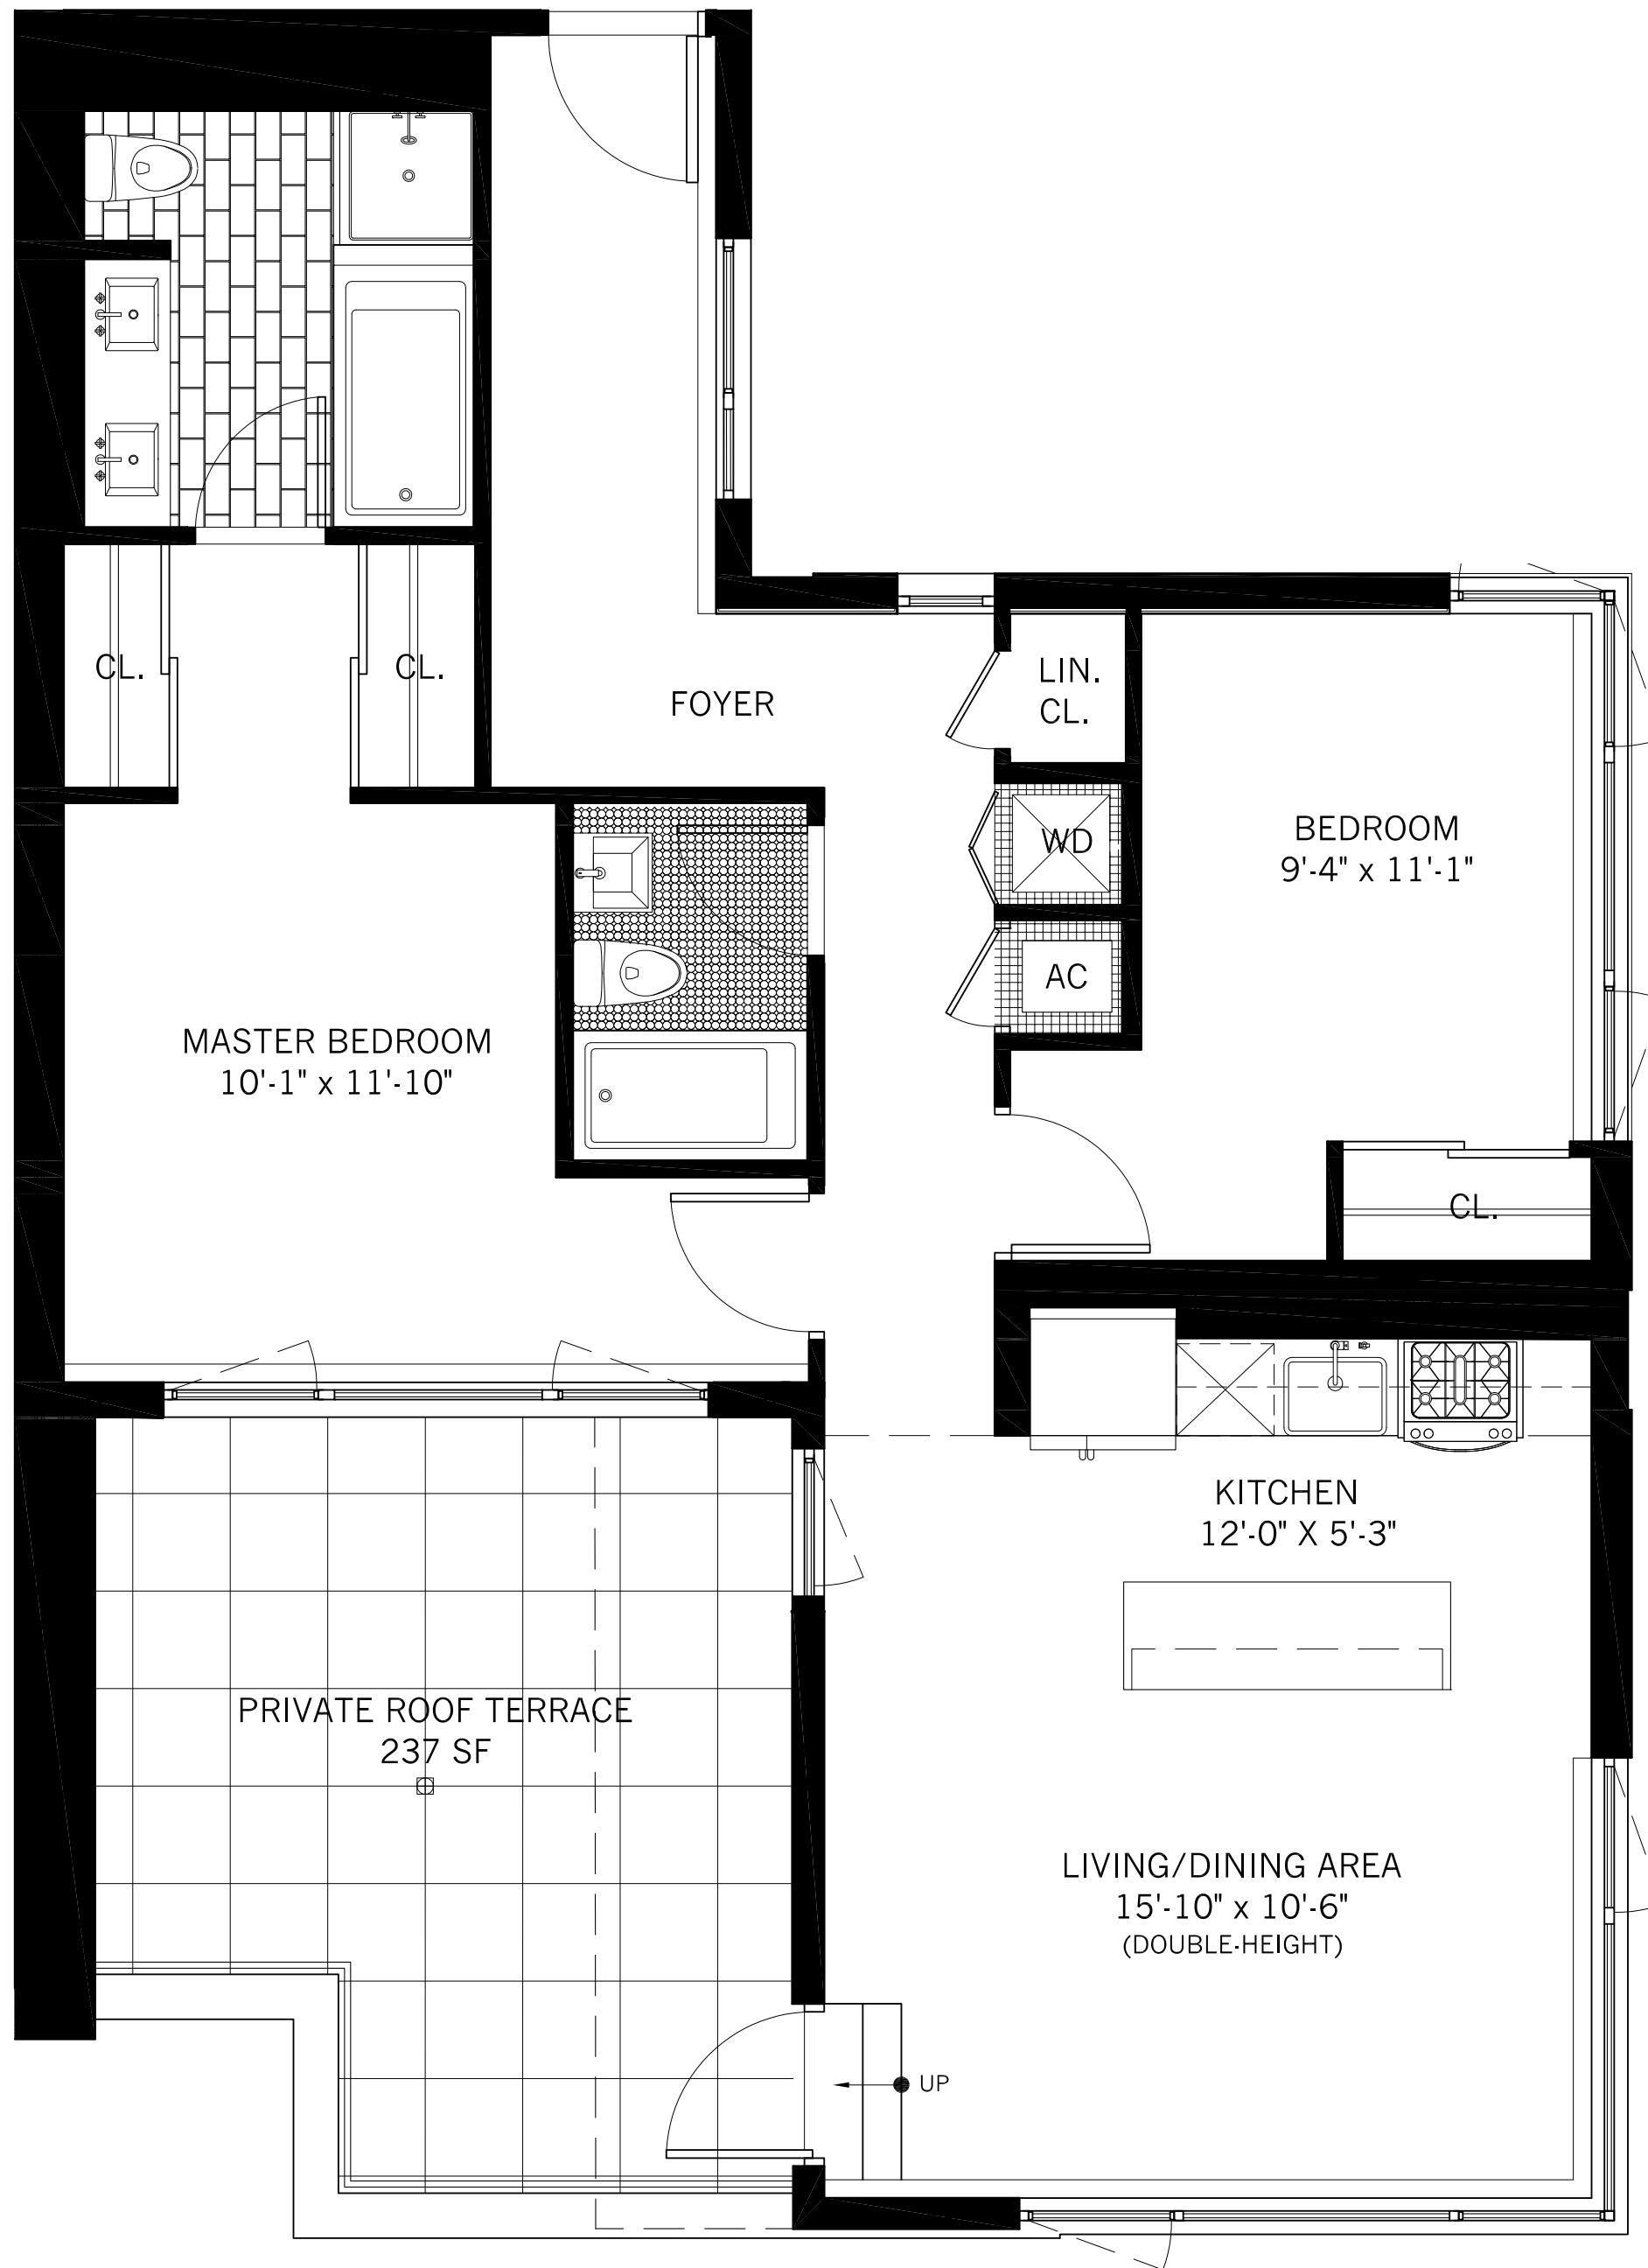 CL.
CL.
FOYER
LIN.
CL.
WD
BEDROOM
9'-4" x 11'-1"
AC
MASTER BEDROOM
10'-1" x 11'-10"
CL.
KITCHEN
12'-0" X 5'-3"
PRIVATE ROOF TERRACE
237 SF
LIVING/DINING AREA
15'-10" x 10'-6"
(DOUBLE-HEIGHT)
UP